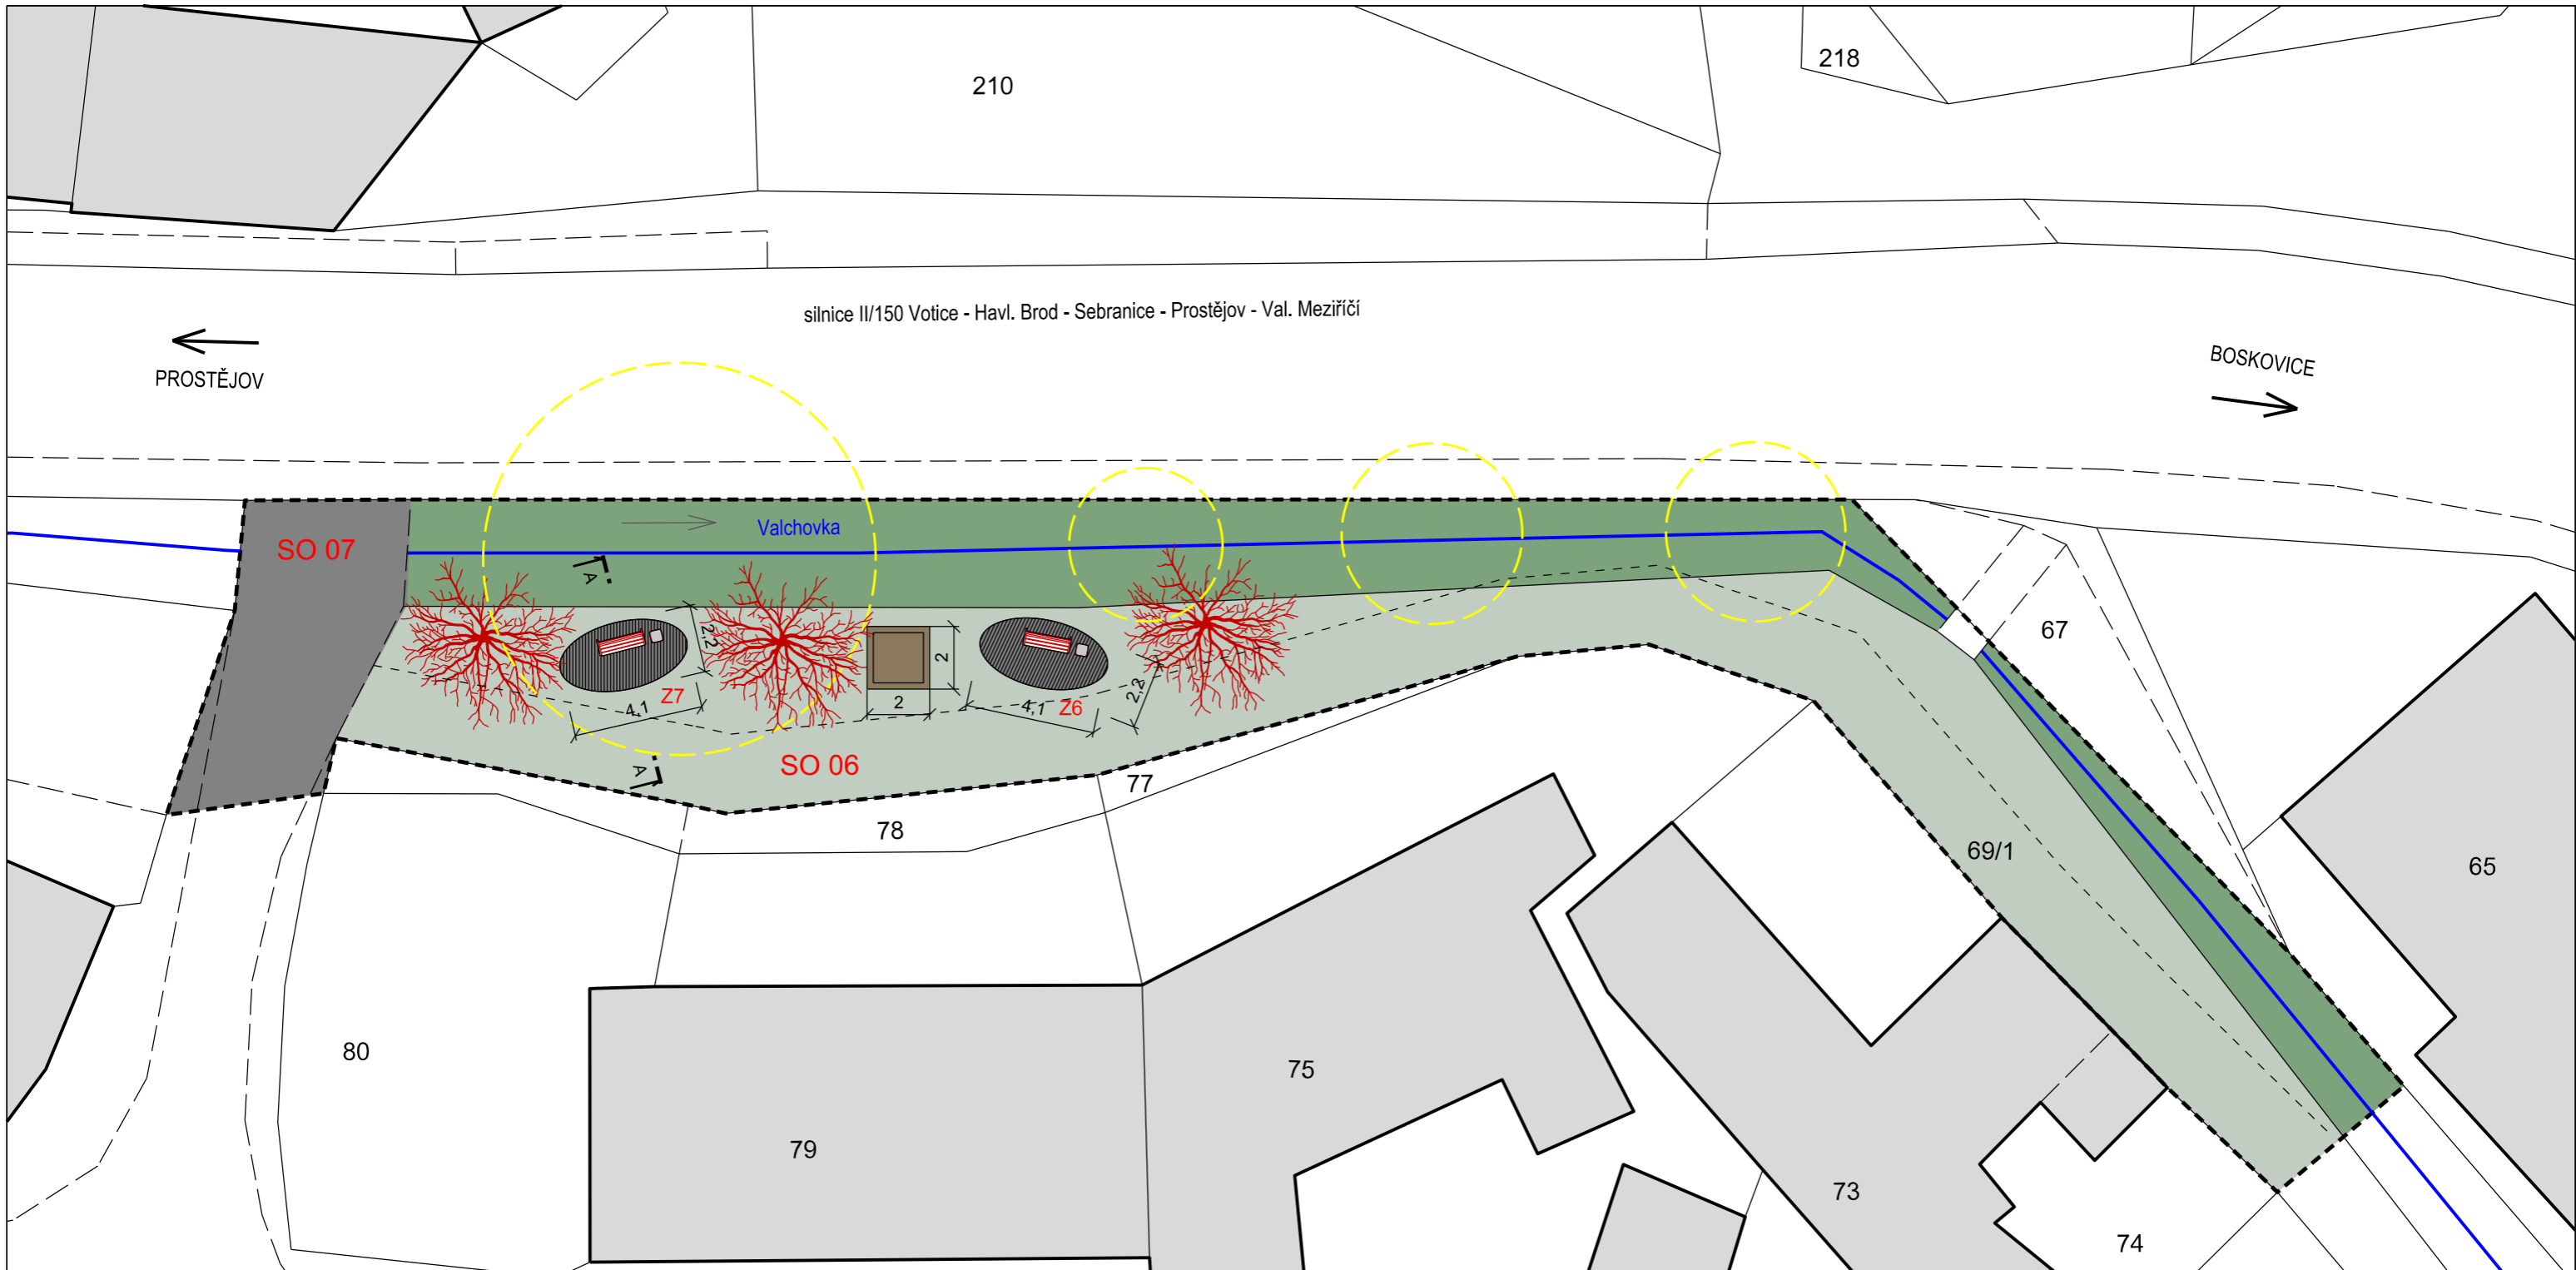 218
210
silnice II/150 Votice - Havl. Brod - Sebranice - Prostějov - Val. Meziříčí
PROSTĚJOV
BOSKOVICE
Valchovka
SO 07
A
67
2,2
2
Z7
4,1
2
4,1
Z6
2,2
SO 06
A
77
78
69/1
65
80
75
79
73
74